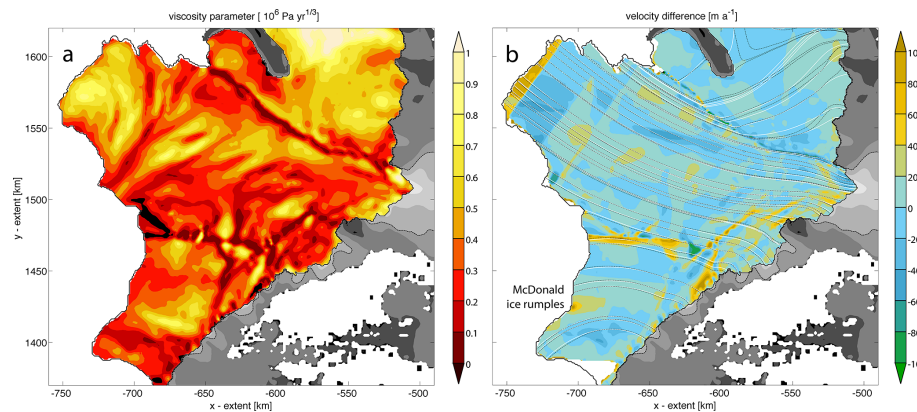 viscosity parameter [ 10⁶ Pa yr^1/3]
a
1600
1550
1500
1450
1400
y - extent [km]
-750 -700 -650 -600 -550 -500
x - extent [km]
1
0.9
0.8
0.7
0.6
0.5
0.4
0.3
0.2
0.1
0
velocity difference [m a⁻¹]
b
McDonald
ice rumples
-750 -700 -650 -600 -550 -500
x - extent [km]
80
60
40
20
0
-20
-40
-60
-80